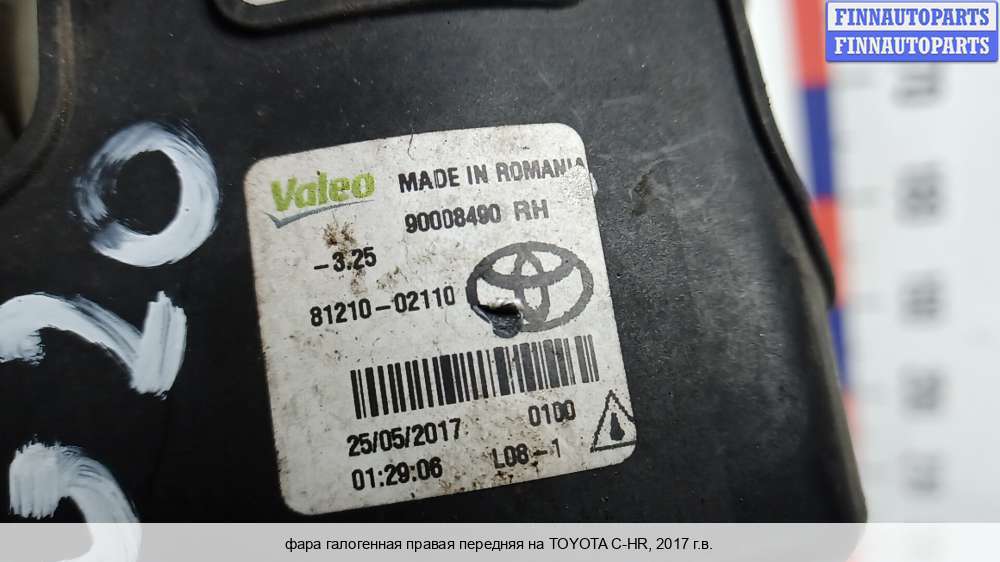 FINNAUTOPARTS
FINNAUTOPARTS
Valeo MADE IN ROMANIA
90008490 RH
-3.25
81210-02110
25/05/2017 0100
01:29:06 L08-1
фара галогенная правая передняя на TOYOTA C-HR, 2017 г.в.